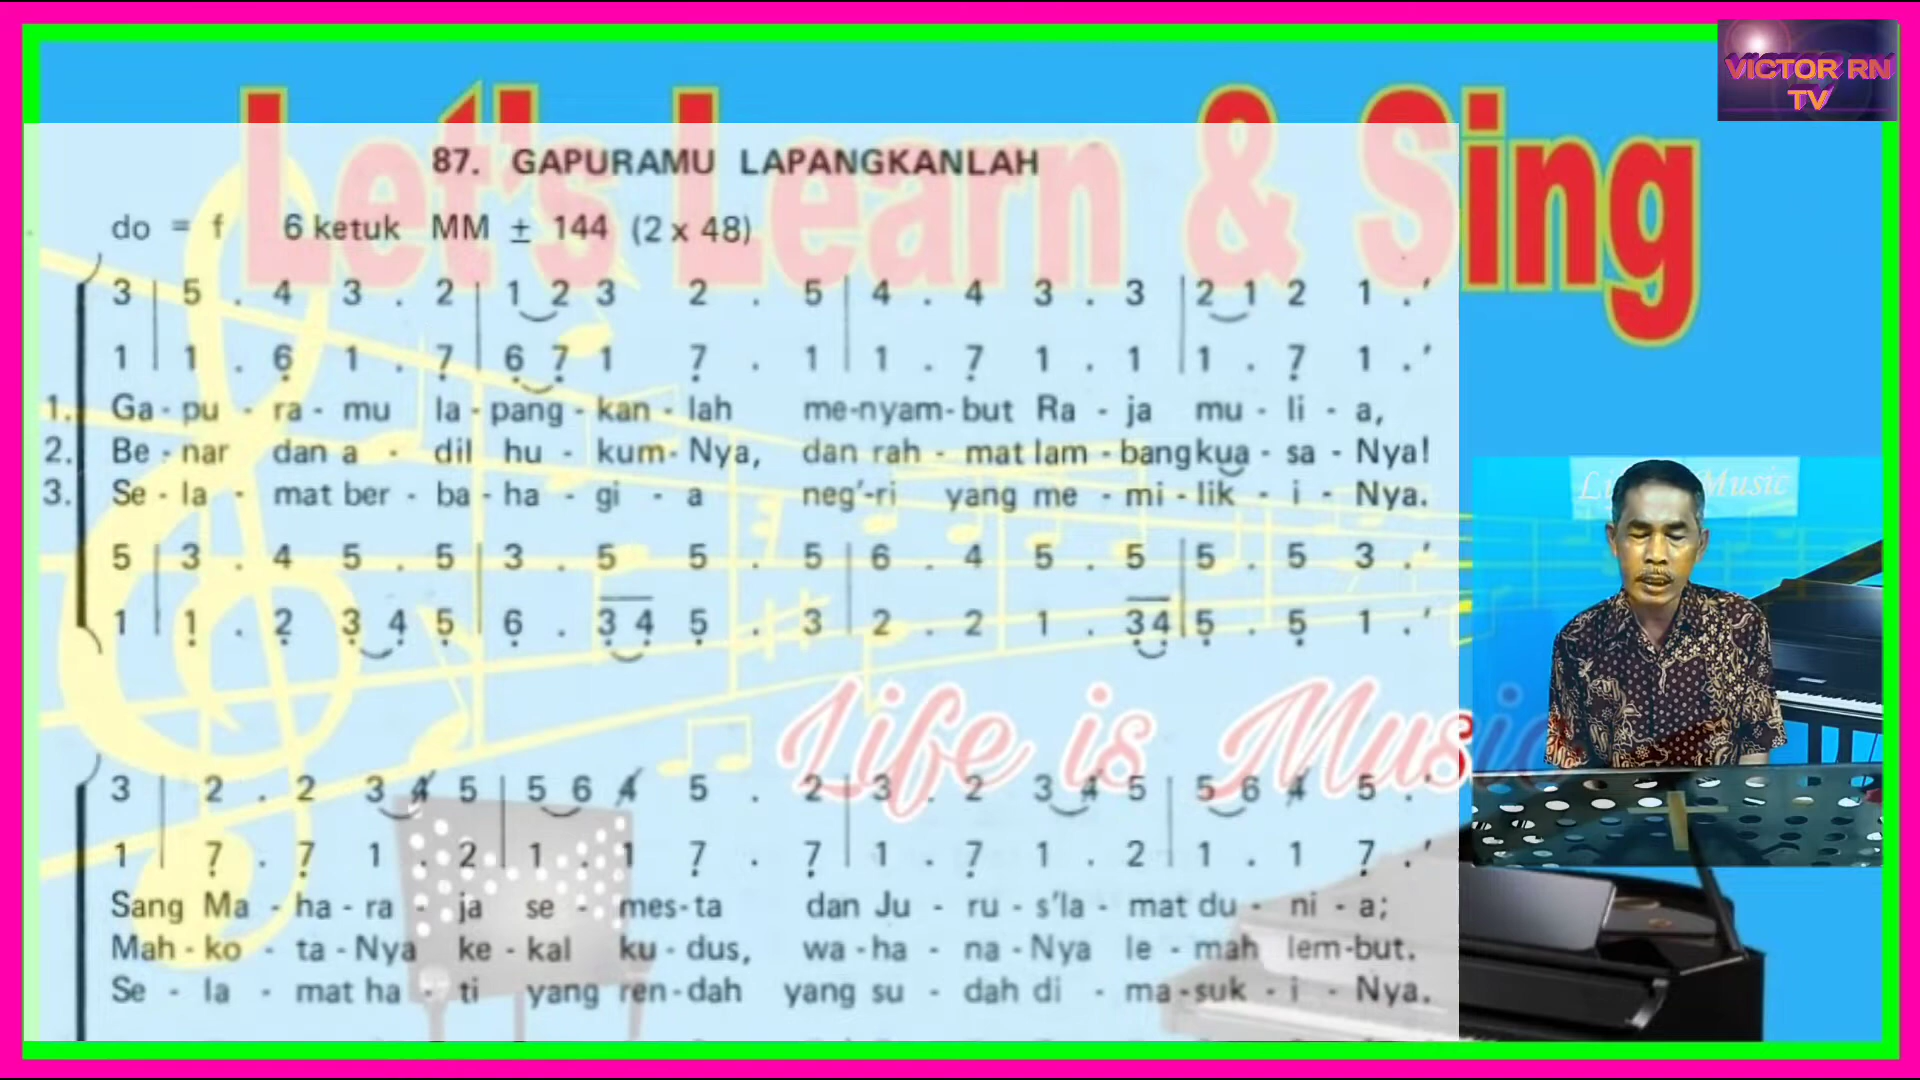 VICTOR RN
TV
Let's Learn & Sing
87. GAPURAMU LAPANGKANLAH
do = f 6 ketuk MM ± 144 (2 x 48)
3 | 5 . 4 3 . 2 | 1 2 3 2 . 5 | 4 . 4 3 . 3 | 2 1 2 1 . '
1 | 1 . 6̣ 1 . 7̣ | 6̣ 7̣ 1 7̣ . 1 | 1 . 7̣ 1 . 1 | 1 . 7̣ 1 . '
1. Ga - pu - ra - mu la - pang - kan - lah me-nyam-but Ra - ja mu - li - a,
2. Be - nar dan a - dil hu - kum- Nya, dan rah - mat lam - bang kua - sa - Nya!
3. Se - la - mat ber - ba - ha - gi - a neg'-ri yang me - mi - lik - i - Nya.
5 | 3 . 4 5 . 5 | 3 . 5 5 . 5 | 6 . 4 5 . 5 | 5 . 5 3 . '
1 | 1̣ . 2̣ 3̣ 4̣ 5̣ | 6̣ . 3̣ 4̣ 5̣ . 3 | 2 . 2 1 . 3̣ 4̣ | 5̣ . 5̣ 1 . '
Life is Music
Life is Music
3 | 2 . 2 3 4̸ 5 | 5 6 4̸ 5 . 2 | 3 . 2 3 4̸ 5 | 5 6 4̸ 5 . '
1 | 7̣ . 7̣ 1 . 2 | 1 . 1 7̣ . 7̣ | 1 . 7̣ 1 . 2 | 1 . 1 7̣ . '
Sang Ma - ha - ra - ja se - mes-ta dan Ju - ru - s'la - mat du - ni - a;
Mah - ko - ta - Nya ke - kal ku - dus, wa - ha - na - Nya le - mah lem-but.
Se - la - mat ha - ti yang ren-dah yang su - dah di - ma-suk - i - Nya.